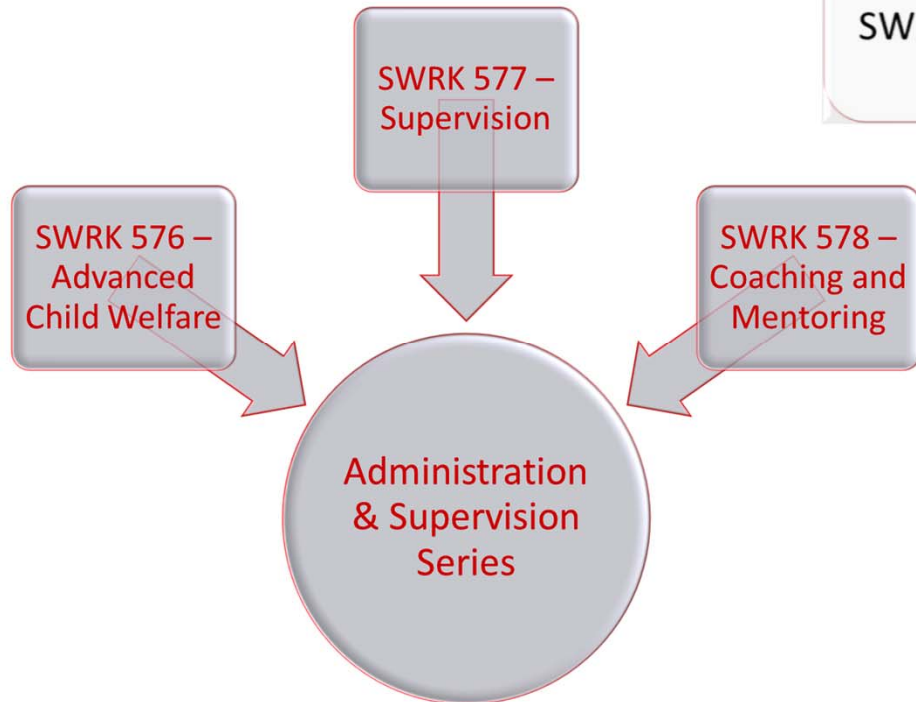 SW
SWRK 577 –
Supervision
SWRK 576 –
Advanced
Child Welfare
SWRK 578 –
Coaching and
Mentoring
Administration
& Supervision
Series